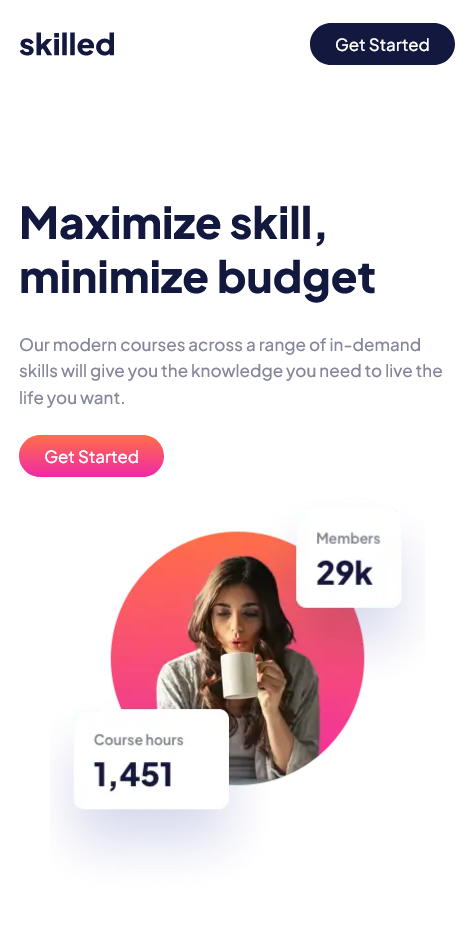 skilled
Get Started
Maximize skill,
minimize budget
Our modern courses across a range of in-demand
skills will give you the knowledge you need to live the
life you want.
Get Started
Members
29k
Course hours
1,451